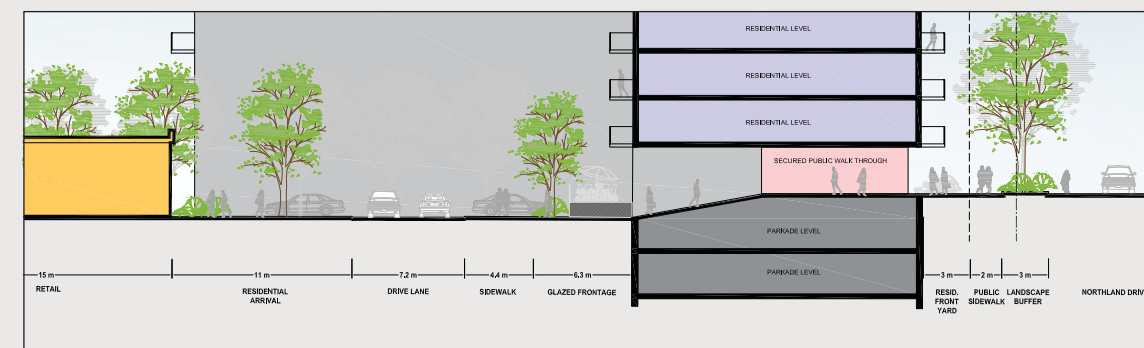 RESIDENTIAL LEVEL
RESIDENTIAL LEVEL
RESIDENTIAL LEVEL
SECURED PUBLIC WALK THROUGH
PARKADE LEVEL
PARKADE LEVEL
15 m
11 m
7.2 m
4.4 m
6.3 m
3 m
2 m
3 m
RETAIL
RESIDENTIAL
ARRIVAL
DRIVE LANE
SIDEWALK
GLAZED FRONTAGE
RESID.
FRONT
YARD
PUBLIC
SIDEWALK
LANDSCAPE
BUFFER
NORTHLAND DRIV